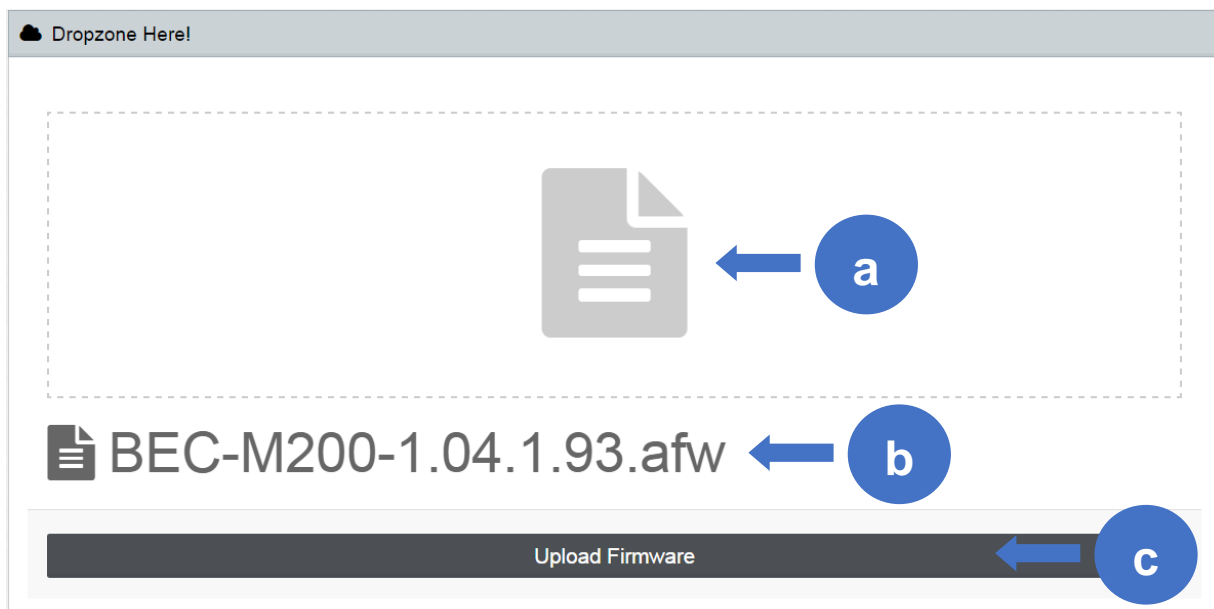 Dropzone Here!
a
BEC-M200-1.04.1.93.afw
b
Upload Firmware
c